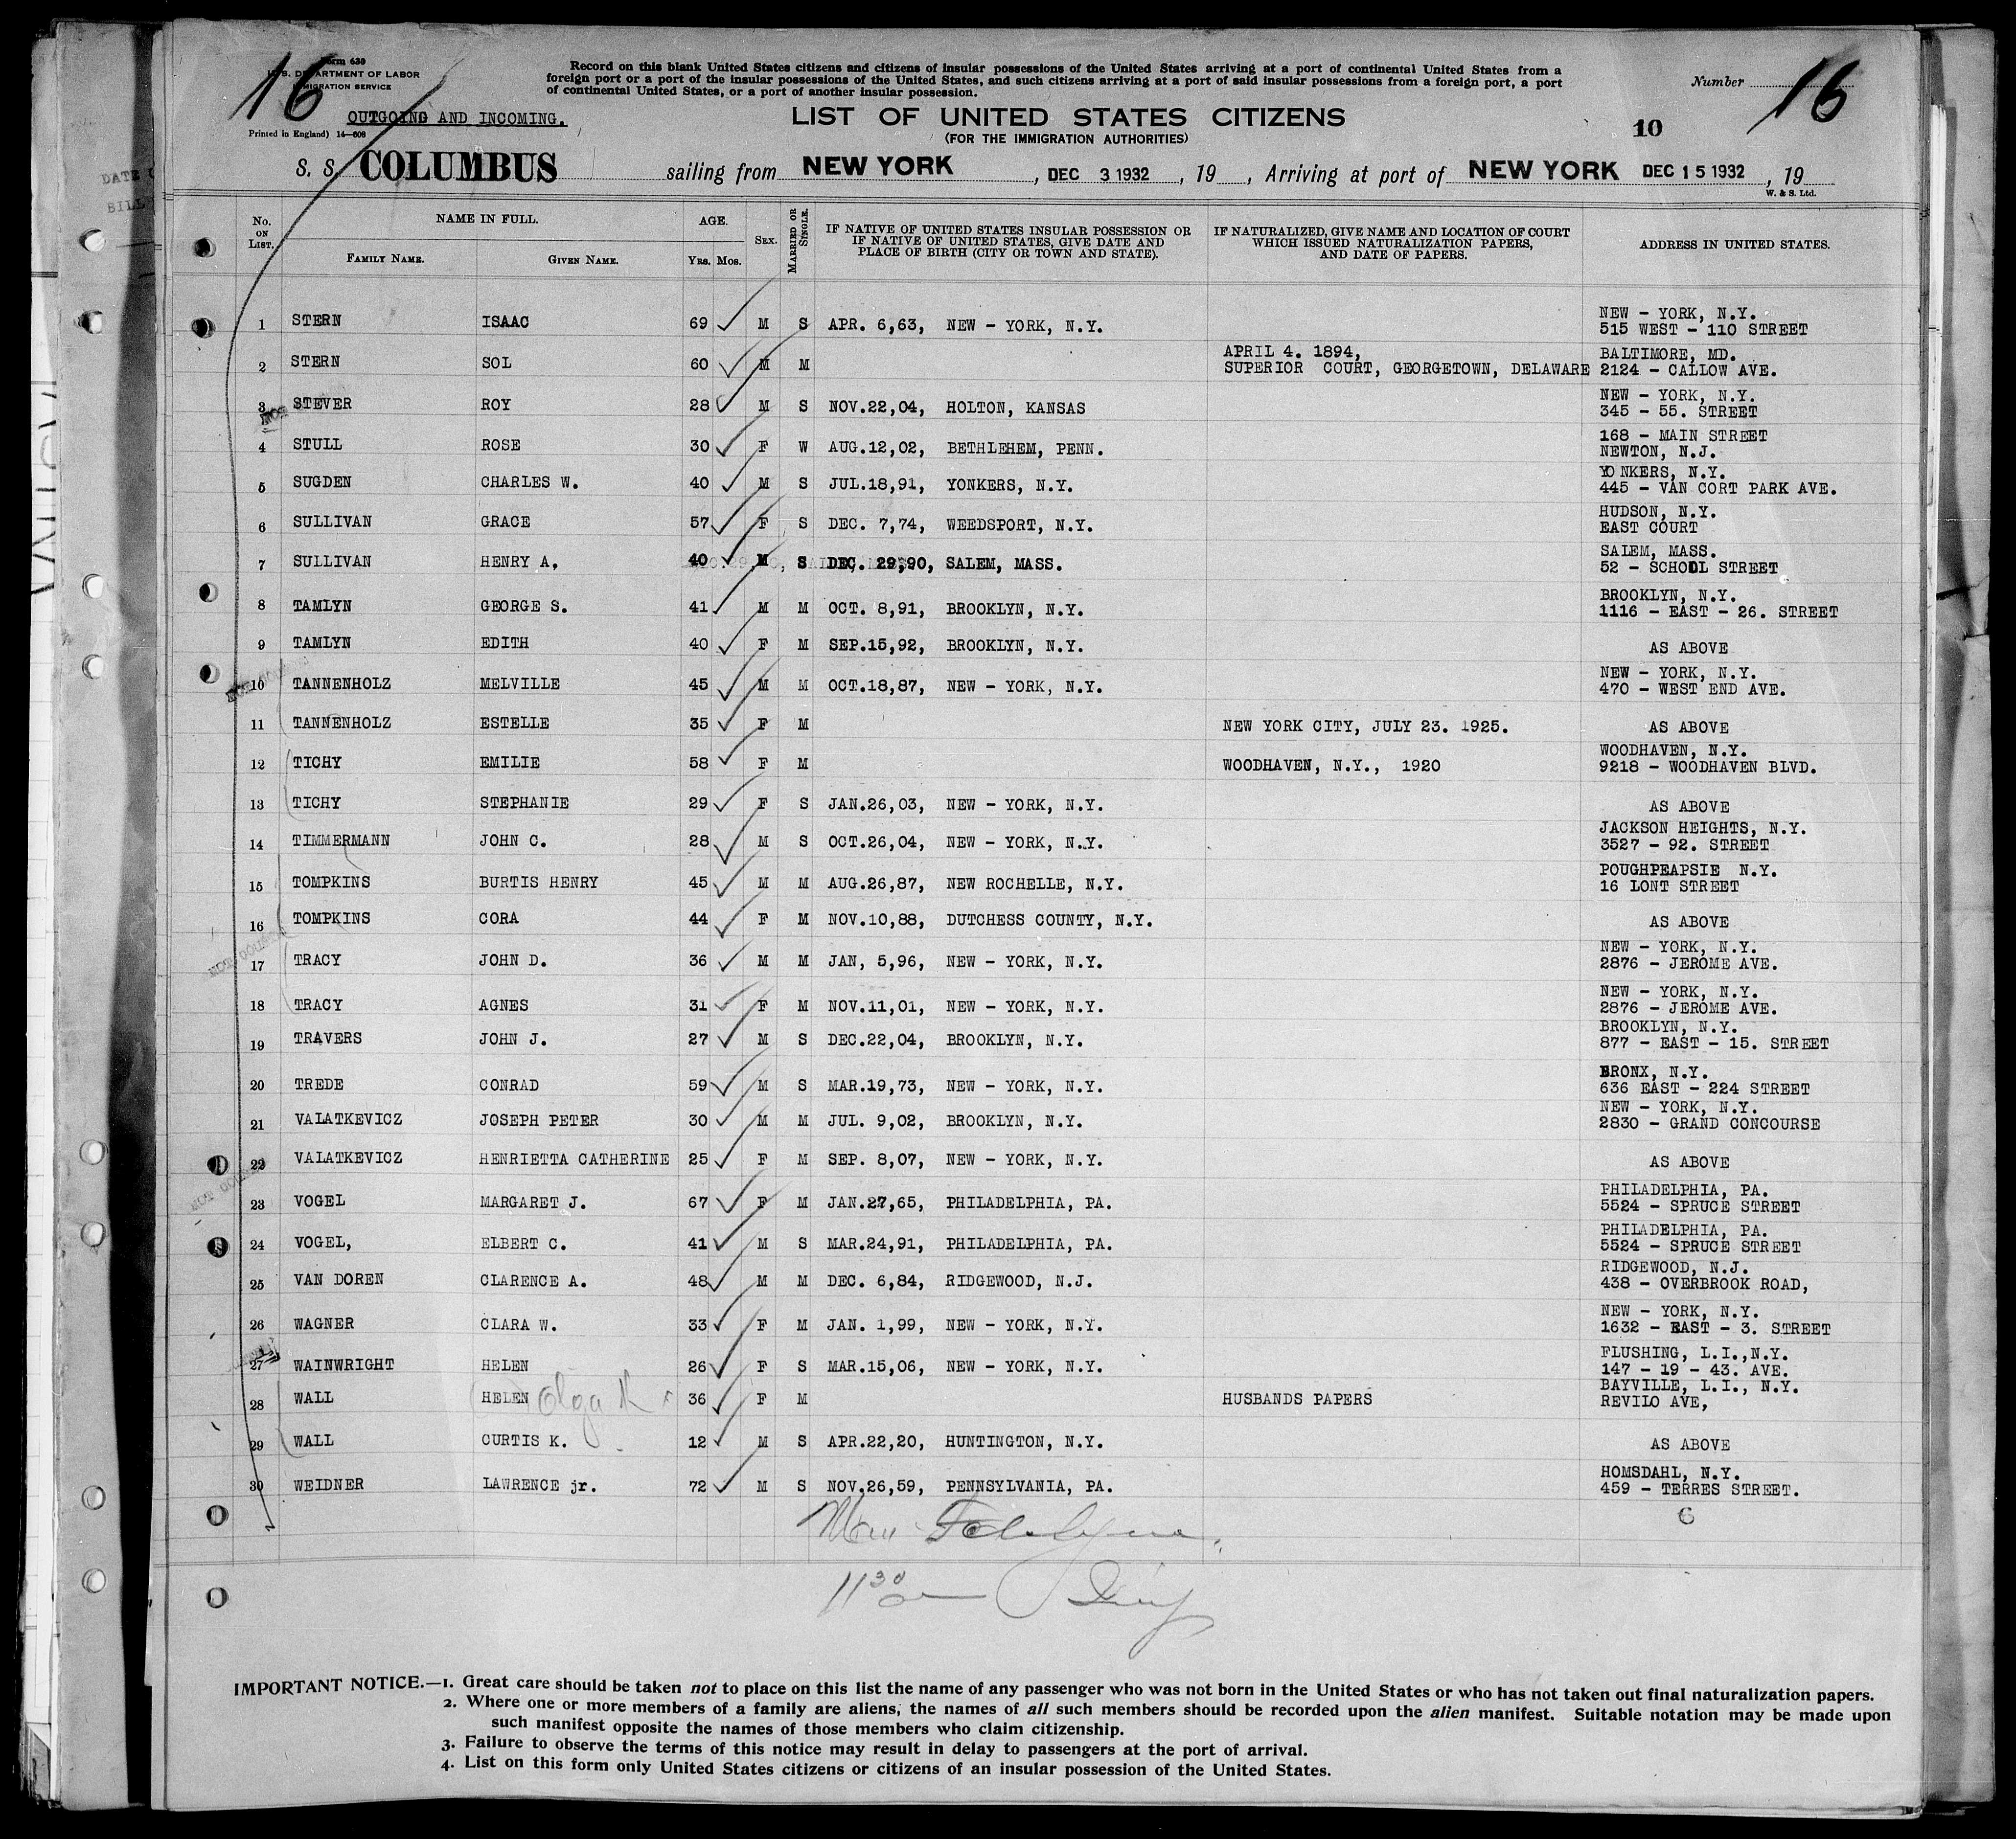 16
Form 630
U. S. DEPARTMENT OF LABOR
IMMIGRATION SERVICE
OUTGOING AND INCOMING.
Printed in England) 14—608
Record on this blank United States citizens and citizens of insular possessions of the United States arriving at a port of continental United States from a
foreign port or a port of the insular possessions of the United States, and such citizens arriving at a port of said insular possessions from a foreign port, a port
of continental United States, or a port of another insular possession.
LIST OF UNITED STATES CITIZENS
(FOR THE IMMIGRATION AUTHORITIES)
Number 16
10
S. S. COLUMBUS sailing from NEW YORK, DEC 3 1932, 19 , Arriving at port of NEW YORK DEC 15 1932, 19
W. & S. Ltd.
DATE
BILL
No. ON LIST. NAME IN FULL. FAMILY NAME. GIVEN NAME. AGE. YRS. MOS. SEX. MARRIED OR SINGLE. IF NATIVE OF UNITED STATES INSULAR POSSESSION OR IF NATIVE OF UNITED STATES, GIVE DATE AND PLACE OF BIRTH (CITY OR TOWN AND STATE). IF NATURALIZED, GIVE NAME AND LOCATION OF COURT WHICH ISSUED NATURALIZATION PAPERS, AND DATE OF PAPERS. ADDRESS IN UNITED STATES.
1 STERN ISAAC 69 M S APR. 6,63, NEW - YORK, N.Y. NEW - YORK, N.Y.
515 WEST - 110 STREET
2 STERN SOL 60 M M APRIL 4. 1894, BALTIMORE, MD.
SUPERIOR COURT, GEORGETOWN, DELAWARE 2124 - CALLOW AVE.
3 STEVER ROY 28 M S NOV.22,04, HOLTON, KANSAS NEW - YORK, N.Y.
345 - 55. STREET
4 STULL ROSE 30 F W AUG.12,02, BETHLEHEM, PENN. 168 - MAIN STREET
NEWTON, N.J.
5 SUGDEN CHARLES W. 40 M S JUL.18,91, YONKERS, N.Y. YONKERS, N.Y.
445 - VAN CORT PARK AVE.
6 SULLIVAN GRACE 57 F S DEC. 7,74, WEEDSPORT, N.Y. HUDSON, N.Y.
EAST COURT
7 SULLIVAN HENRY A, 40 M S DEC. 29,90, SALEM, MASS. SALEM, MASS.
52 - SCHOOL STREET
8 TAMLYN GEORGE S. 41 M M OCT. 8,91, BROOKLYN, N.Y. BROOKLYN, N.Y.
1116 - EAST - 26. STREET
9 TAMLYN EDITH 40 F M SEP.15,92, BROOKLYN, N.Y. AS ABOVE
10 TANNENHOLZ MELVILLE 45 M M OCT.18,87, NEW - YORK, N.Y. NEW - YORK, N.Y.
470 - WEST END AVE.
11 TANNENHOLZ ESTELLE 35 F M NEW YORK CITY, JULY 23. 1925. AS ABOVE
12 TICHY EMILIE 58 F M WOODHAVEN, N.Y., 1920 WOODHAVEN, N.Y.
9218 - WOODHAVEN BLVD.
13 TICHY STEPHANIE 29 F S JAN.26,03, NEW - YORK, N.Y. AS ABOVE
14 TIMMERMANN JOHN C. 28 M S OCT.26,04, NEW - YORK, N.Y. JACKSON HEIGHTS, N.Y.
3527 - 92. STREET
15 TOMPKINS BURTIS HENRY 45 M M AUG.26,87, NEW ROCHELLE, N.Y. POUGHPEAPSIE N.Y.
16 LONT STREET
16 TOMPKINS CORA 44 F M NOV.10,88, DUTCHESS COUNTY, N.Y. AS ABOVE
17 TRACY JOHN D. 36 M M JAN, 5,96, NEW - YORK, N.Y. NEW - YORK, N.Y.
2876 - JEROME AVE.
18 TRACY AGNES 31 F M NOV.11,01, NEW - YORK, N.Y. NEW - YORK, N.Y.
2876 - JEROME AVE.
19 TRAVERS JOHN J. 27 M S DEC.22,04, BROOKLYN, N.Y. BROOKLYN, N.Y.
877 - EAST - 15. STREET
20 TREDE CONRAD 59 M S MAR.19,73, NEW - YORK, N.Y. BRONX, N.Y.
636 EAST - 224 STREET
21 VALATKEVICZ JOSEPH PETER 30 M M JUL. 9,02, BROOKLYN, N.Y. NEW - YORK, N.Y.
2830 - GRAND CONCOURSE
22 VALATKEVICZ HENRIETTA CATHERINE 25 F M SEP. 8,07, NEW - YORK, N.Y. AS ABOVE
23 VOGEL MARGARET J. 67 F M JAN.27,65, PHILADELPHIA, PA. PHILADELPHIA, PA.
5524 - SPRUCE STREET
24 VOGEL, ELBERT C. 41 M S MAR.24,91, PHILADELPHIA, PA. PHILADELPHIA, PA.
5524 - SPRUCE STREET
25 VAN DOREN CLARENCE A. 48 M M DEC. 6,84, RIDGEWOOD, N.J. RIDGEWOOD, N.J.
438 - OVERBROOK ROAD,
26 WAGNER CLARA W. 33 F M JAN. 1,99, NEW - YORK, N.Y. NEW - YORK, N.Y.
1632 - EAST - 3. STREET
27 WAINWRIGHT HELEN 26 F S MAR.15,06, NEW - YORK, N.Y. FLUSHING, L.I.,N.Y.
147 - 19 - 43. AVE.
28 WALL HELEN Olga K 36 F M HUSBANDS PAPERS BAYVILLE, L.I., N.Y.
REVILO AVE,
29 WALL CURTIS K. 12 M S APR.22,20, HUNTINGTON, N.Y. AS ABOVE
30 WEIDNER LAWRENCE jr. 72 M S NOV.26,59, PENNSYLVANIA, PA. HOMSDAHL, N.Y.
459 - TERRES STREET.
6
11 30
IMPORTANT NOTICE.—1. Great care should be taken not to place on this list the name of any passenger who was not born in the United States or who has not taken out final naturalization papers.
2. Where one or more members of a family are aliens, the names of all such members should be recorded upon the alien manifest. Suitable notation may be made upon
such manifest opposite the names of those members who claim citizenship.
3. Failure to observe the terms of this notice may result in delay to passengers at the port of arrival.
4. List on this form only United States citizens or citizens of an insular possession of the United States.